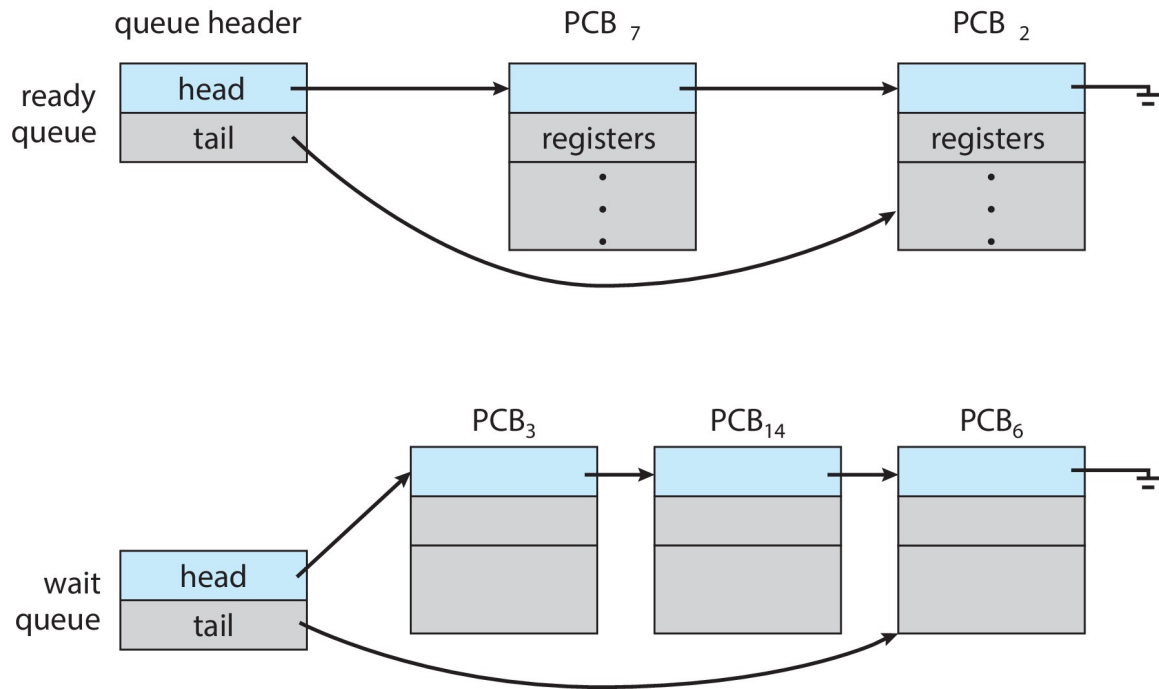 queue header PCB 7 PCB 2
ready
queue
head
tail
registers registers
PCB3 PCB14 PCB6
wait
queue
head
tail